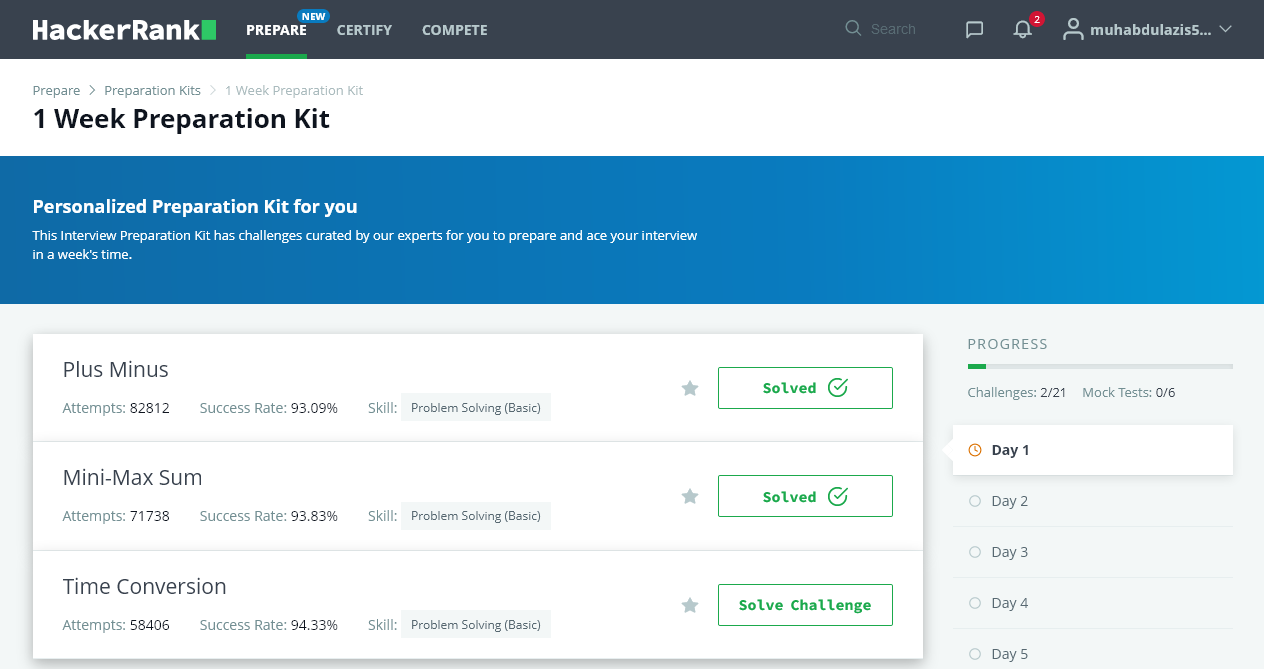 HackerRank
PREPARE NEW CERTIFY COMPETE Search 2 muhabdulazis5...
Prepare > Preparation Kits > 1 Week Preparation Kit
1 Week Preparation Kit
Personalized Preparation Kit for you
This Interview Preparation Kit has challenges curated by our experts for you to prepare and ace your interview
in a week's time.
Plus Minus
Attempts: 82812 Success Rate: 93.09% Skill: Problem Solving (Basic)
Solved
Mini-Max Sum
Attempts: 71738 Success Rate: 93.83% Skill: Problem Solving (Basic)
Solved
Time Conversion
Attempts: 58406 Success Rate: 94.33% Skill: Problem Solving (Basic)
Solve Challenge
PROGRESS
Challenges: 2/21 Mock Tests: 0/6
Day 1
Day 2
Day 3
Day 4
Day 5